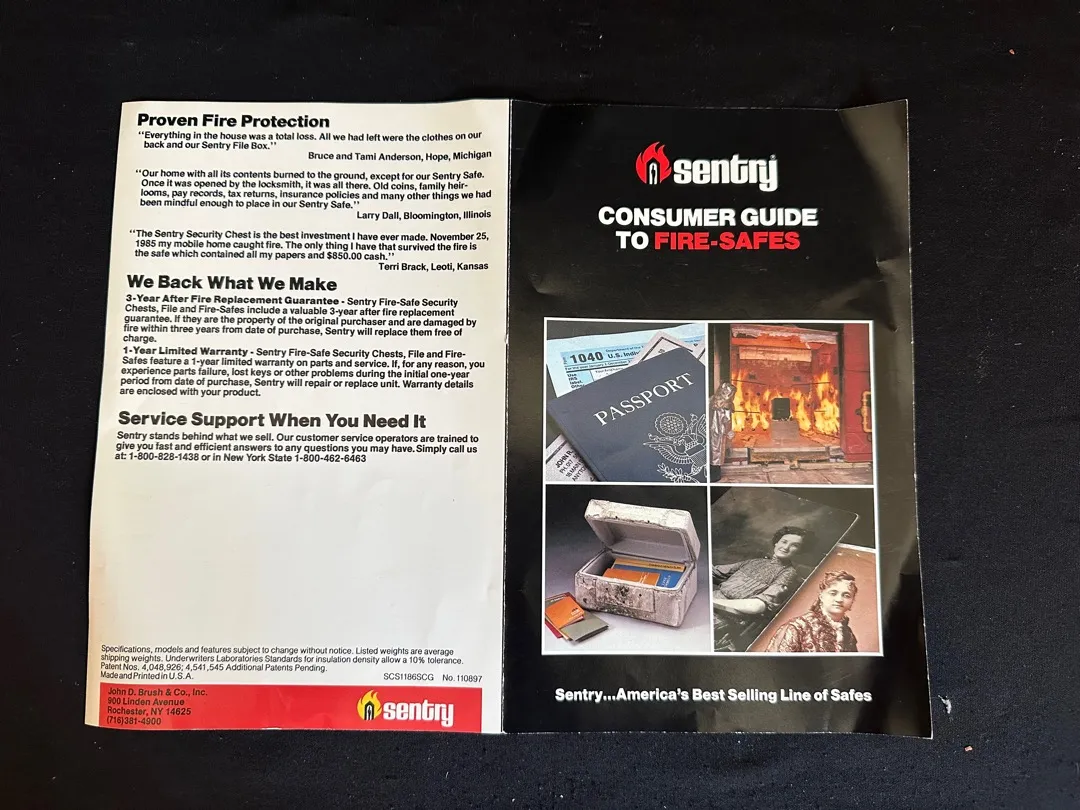 Proven Fire Protection
“Everything in the house was a total loss. All we had left were the clothes on our
back and our Sentry File Box.”
Bruce and Tami Anderson, Hope, Michigan
“Our home with all its contents burned to the ground, except for our Sentry Safe.
Once it was opened by the locksmith, it was all there. Old coins, family heir-
looms, pay records, tax returns, insurance policies and many other things we had
been mindful enough to place in our Sentry Safe.”
Larry Dall, Bloomington, Illinois
“The Sentry Security Chest is the best investment I have ever made. November 25,
1985 my mobile home caught fire. The only thing I have that survived the fire is
the safe which contained all my papers and $850.00 cash.”
Terri Brack, Leoti, Kansas
We Back What We Make
3-Year After Fire Replacement Guarantee - Sentry Fire-Safe Security
Chests, File and Fire-Safes include a valuable 3-year after fire replacement
guarantee. If they are the property of the original purchaser and are damaged by
fire within three years from date of purchase, Sentry will replace them free of
charge.
1-Year Limited Warranty - Sentry Fire-Safe Security Chests, File and Fire-
Safes feature a 1-year limited warranty on parts and service. If, for any reason, you
experience parts failure, lost keys or other problems during the initial one-year
period from date of purchase, Sentry will repair or replace unit. Warranty details
are enclosed with your product.
Service Support When You Need It
Sentry stands behind what we sell. Our customer service operators are trained to
give you fast and efficient answers to any questions you may have. Simply call us
at: 1-800-828-1438 or in New York State 1-800-462-6463
Specifications, models and features subject to change without notice. Listed weights are average
shipping weights. Underwriters Laboratories Standards for insulation density allow a 10% tolerance.
Patent Nos. 4,048,926; 4,541,545 Additional Patents Pending.
Made and Printed in U.S.A. SCS1186SCG No. 110897
John D. Brush & Co., Inc.
900 Linden Avenue
Rochester, NY 14625
(716)381-4900
sentry
sentry
CONSUMER GUIDE
TO FIRE-SAFES
1040 U.S. Indi
PASSPORT
JOHN R.
Sentry...America's Best Selling Line of Safes